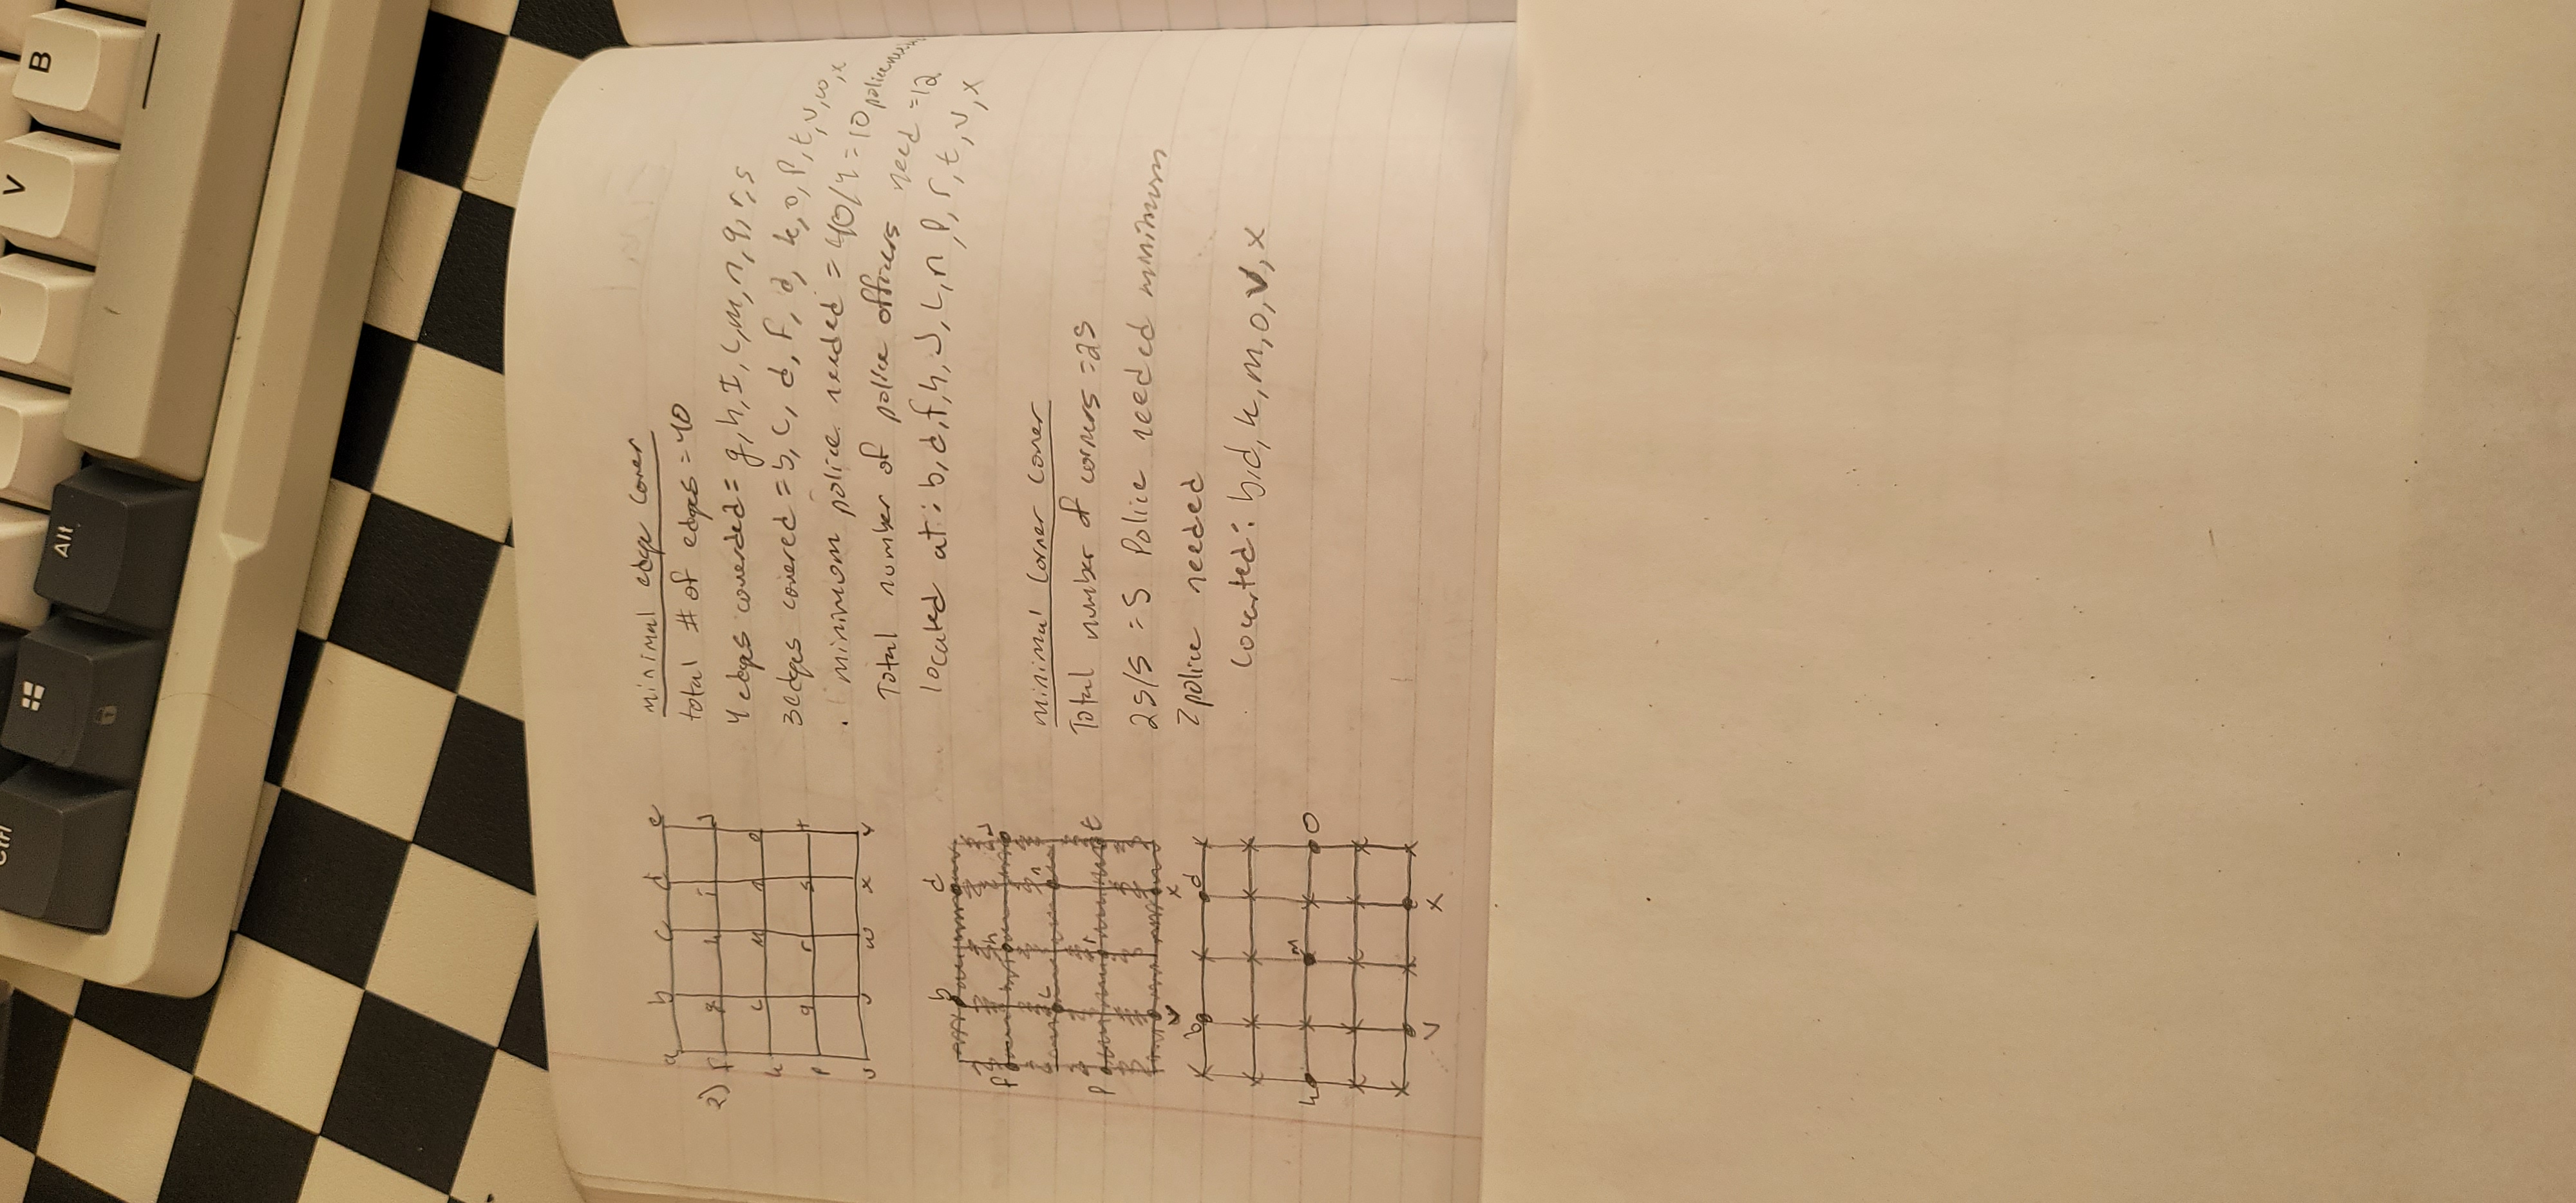 Ctrl
Alt
V
B
minimal edge cover
total # of edges = 40
2)
a b c d e
f g h i J
k L m n o
p q r s t
u v w x y
4 edges coverded = g, h, I, L, m, n, q, r, s
3 edges covered = b, c, d, f, J, k, o, p, t, v, w, x
. minimum police needed = 40/4 = 10
Total number of police officers need = 12
located at: b, d, f, h, J, L, n, p, r, t, v, x
b d
f h J
L n
p r t
v x
minimal corner cover
Total number of corners = 25
25/5 = 5 Police needed minimum
7 police needed
Located: b, d, k, m, o, v, x
b d
k m o
v x